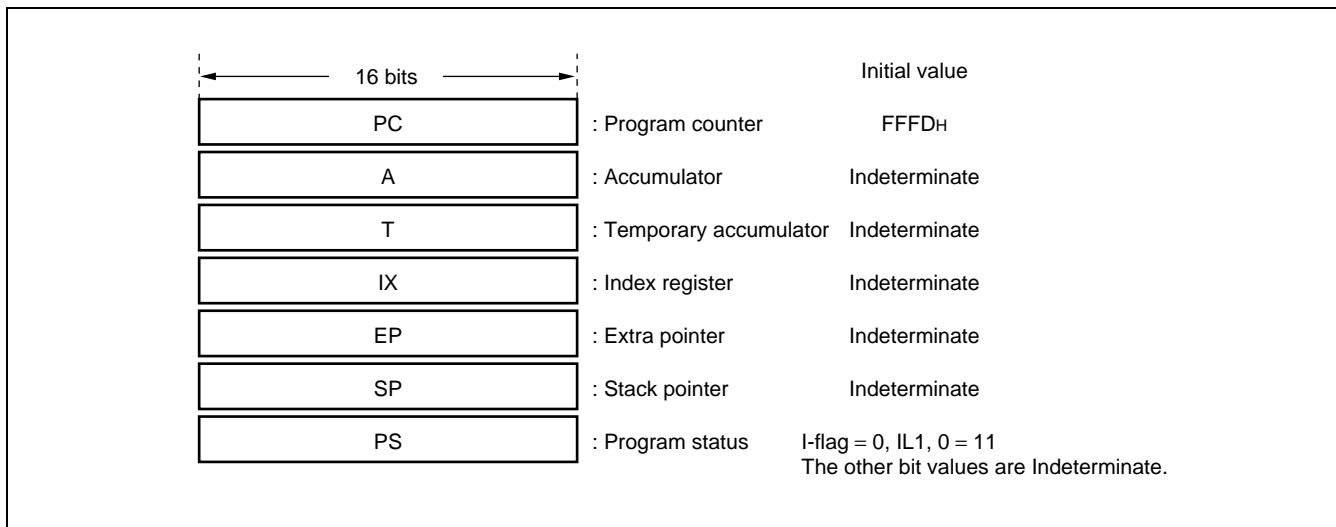 16 bits Initial value
PC : Program counter FFFDH
A : Accumulator Indeterminate
T : Temporary accumulator Indeterminate
IX : Index register Indeterminate
EP : Extra pointer Indeterminate
SP : Stack pointer Indeterminate
PS : Program status I-flag = 0, IL1, 0 = 11
The other bit values are Indeterminate.